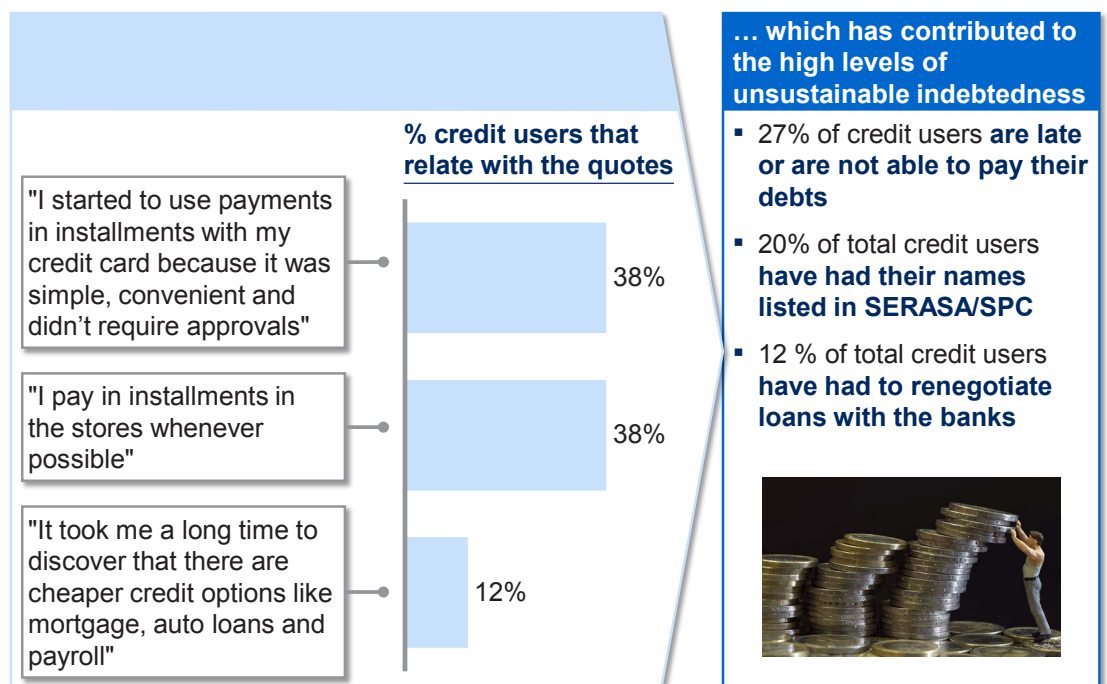 % credit users that
relate with the quotes
"I started to use payments
in installments with my
credit card because it was
simple, convenient and
didn’t require approvals"
38%
"I pay in installments in
the stores whenever
possible"
38%
"It took me a long time to
discover that there are
cheaper credit options like
mortgage, auto loans and
payroll"
12%
… which has contributed to
the high levels of
unsustainable indebtedness
▪ 27% of credit users are late
or are not able to pay their
debts
▪ 20% of total credit users
have had their names
listed in SERASA/SPC
▪ 12 % of total credit users
have had to renegotiate
loans with the banks